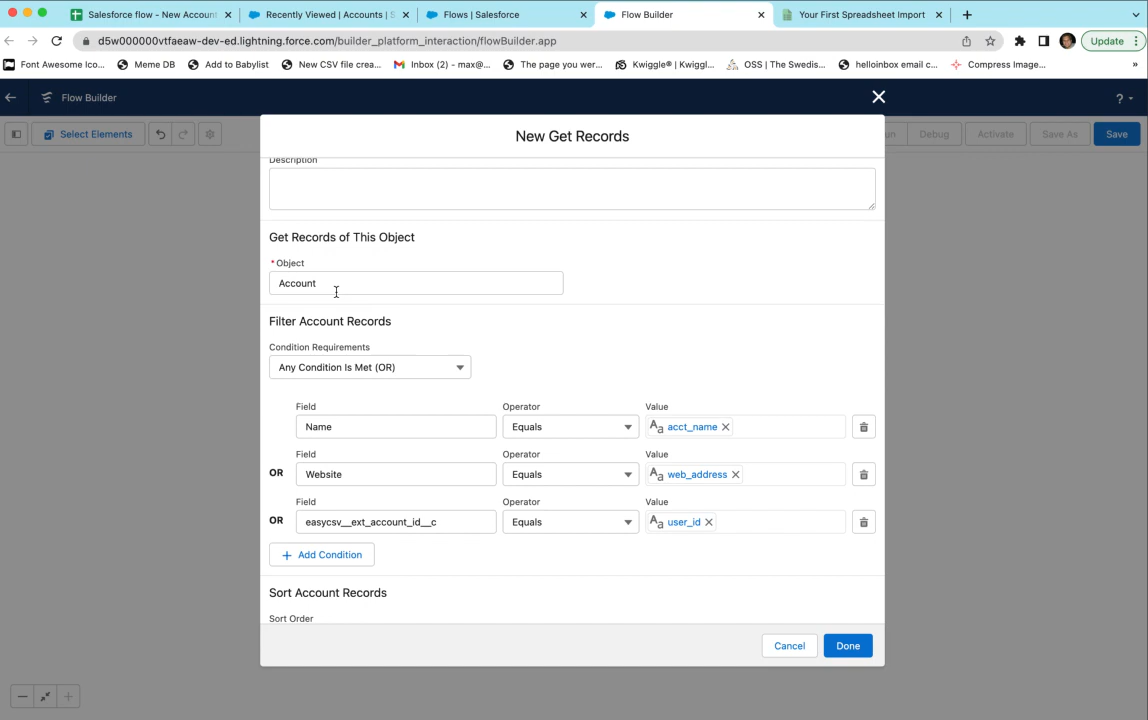 Salesforce flow - New Account
Recently Viewed | Accounts | S
Flows | Salesforce
Flow Builder
Your First Spreadsheet Import
d5w000000vtfaeaw-dev-ed.lightning.force.com/builder_platform_interaction/flowBuilder.app
Update
Font Awesome Ico...
Meme DB
Add to Babylist
New CSV file crea...
Inbox (2) - max@...
The page you wer...
Kwiggle® | Kwiggl...
OSS | The Swedis...
helloinbox email c...
Compress Image...
»
Flow Builder
?
Select Elements
un
Debug
Activate
Save As
Save
New Get Records
Description
Get Records of This Object
* Object
Account
Filter Account Records
Condition Requirements
Any Condition Is Met (OR)
Field Operator Value
Name Equals Aa acct_name
Field Operator Value
OR Website Equals Aa web_address
Field Operator Value
OR easycsv__ext_account_id__c Equals Aa user_id
+ Add Condition
Sort Account Records
Sort Order
Cancel
Done